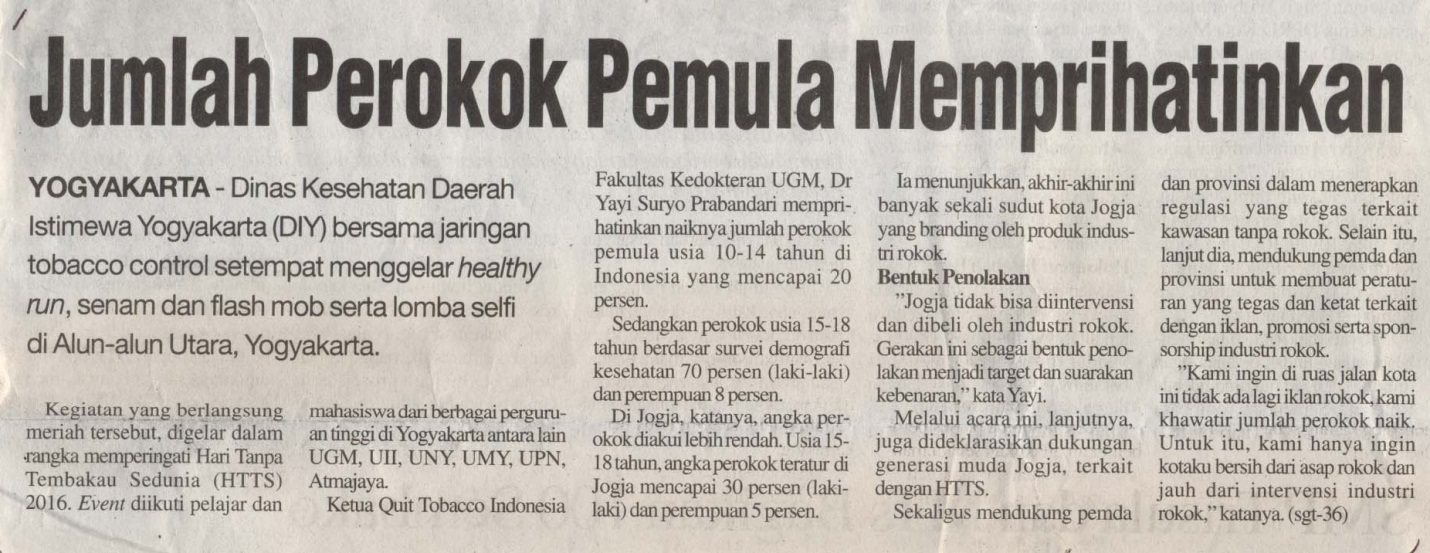 Jumlah Perokok Pemula Memprihatinkan
YOGYAKARTA - Dinas Kesehatan Daerah
Istimewa Yogyakarta (DIY) bersama jaringan
tobacco control setempat menggelar healthy
run, senam dan flash mob serta lomba selfi
di Alun-alun Utara, Yogyakarta.
Kegiatan yang berlangsung
meriah tersebut, digelar dalam
rangka memperingati Hari Tanpa
Tembakau Sedunia (HTTS)
2016. Event diikuti pelajar dan
mahasiswa dari berbagai perguru-
an tinggi di Yogyakarta antara lain
UGM, UII, UNY, UMY, UPN,
Atmajaya.
Ketua Quit Tobacco Indonesia
Fakultas Kedokteran UGM, Dr
Yayi Suryo Prabandari mempri-
hatinkan naiknya jumlah perokok
pemula usia 10-14 tahun di
Indonesia yang mencapai 20
persen.
Sedangkan perokok usia 15-18
tahun berdasar survei demografi
kesehatan 70 persen (laki-laki)
dan perempuan 8 persen.
Di Jogja, katanya, angka per-
okok diakui lebih rendah. Usia 15-
18 tahun, angka perokok teratur di
Jogja mencapai 30 persen (laki-
laki) dan perempuan 5 persen.
Ia menunjukkan, akhir-akhir ini
banyak sekali sudut kota Jogja
yang branding oleh produk indus-
tri rokok.
Bentuk Penolakan
"Jogja tidak bisa diintervensi
dan dibeli oleh industri rokok.
Gerakan ini sebagai bentuk peno-
lakan menjadi target dan suarakan
kebenaran," kata Yayi.
Melalui acara ini, lanjutnya,
juga dideklarasikan dukungan
generasi muda Jogja, terkait
dengan HTTS.
Sekaligus mendukung pemda
dan provinsi dalam menerapkan
regulasi yang tegas terkait
kawasan tanpa rokok. Selain itu,
lanjut dia, mendukung pemda dan
provinsi untuk membuat peratu-
ran yang tegas dan ketat terkait
dengan iklan, promosi serta spon-
sorship industri rokok.
"Kami ingin di ruas jalan kota
ini tidak ada lagi iklan rokok, kami
khawatir jumlah perokok naik.
Untuk itu, kami hanya ingin
kotaku bersih dari asap rokok dan
jauh dari intervensi industri
rokok," katanya. (sgt-36)